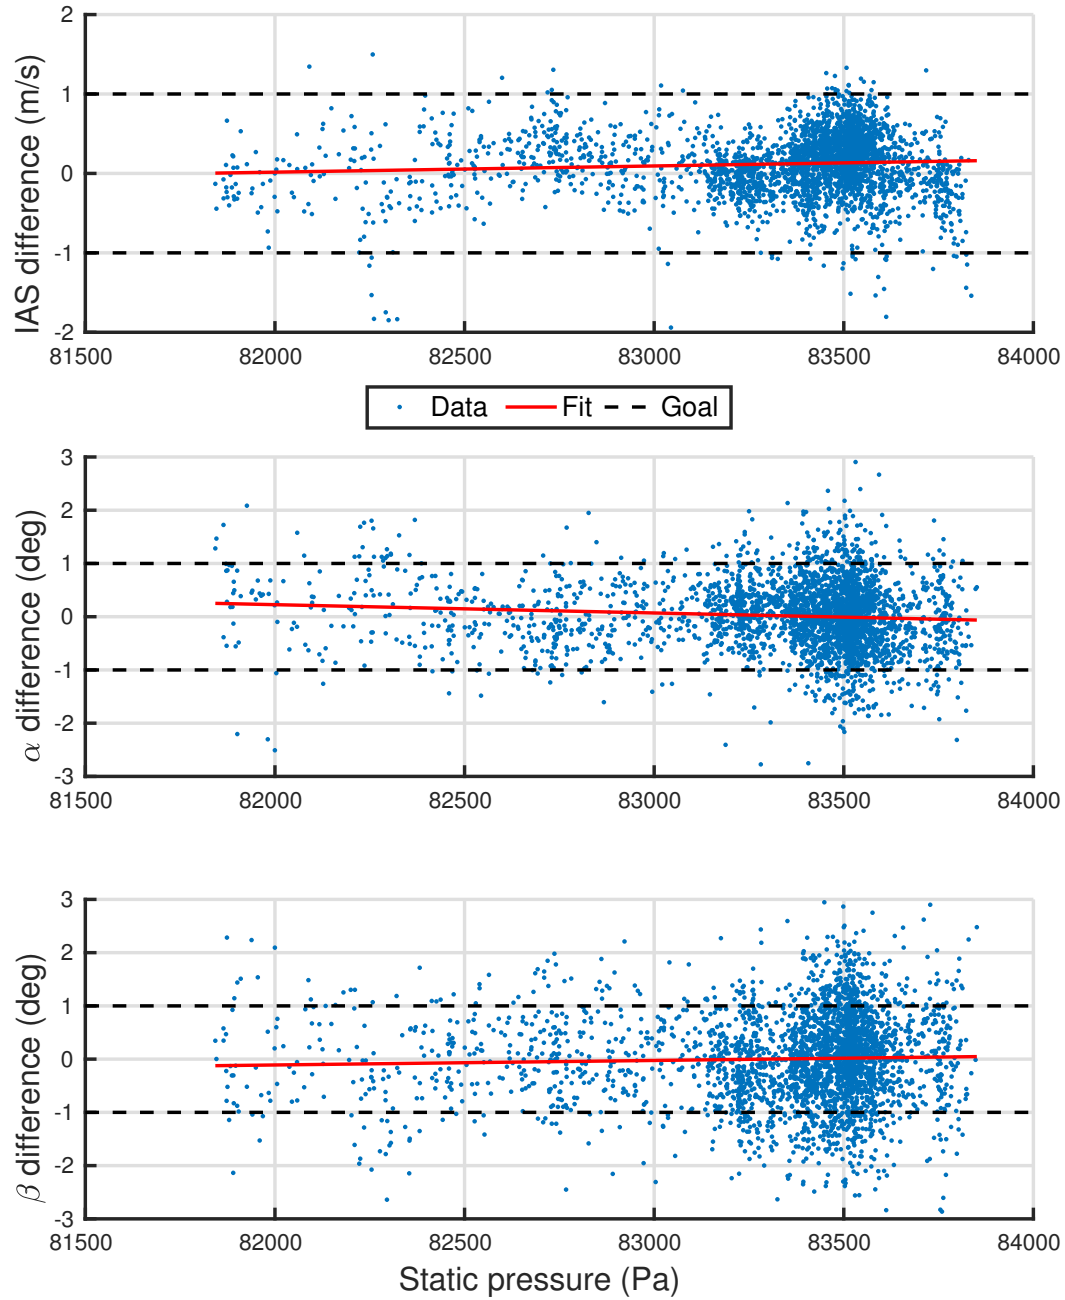 IAS difference (m/s)
2
1
0
-1
-2
81500 82000 82500 83000 83500 84000
Data Fit Goal
α difference (deg)
3
2
1
0
-1
-2
-3
81500 82000 82500 83000 83500 84000
β difference (deg)
3
2
1
0
-1
-2
-3
81500 82000 82500 83000 83500 84000
Static pressure (Pa)